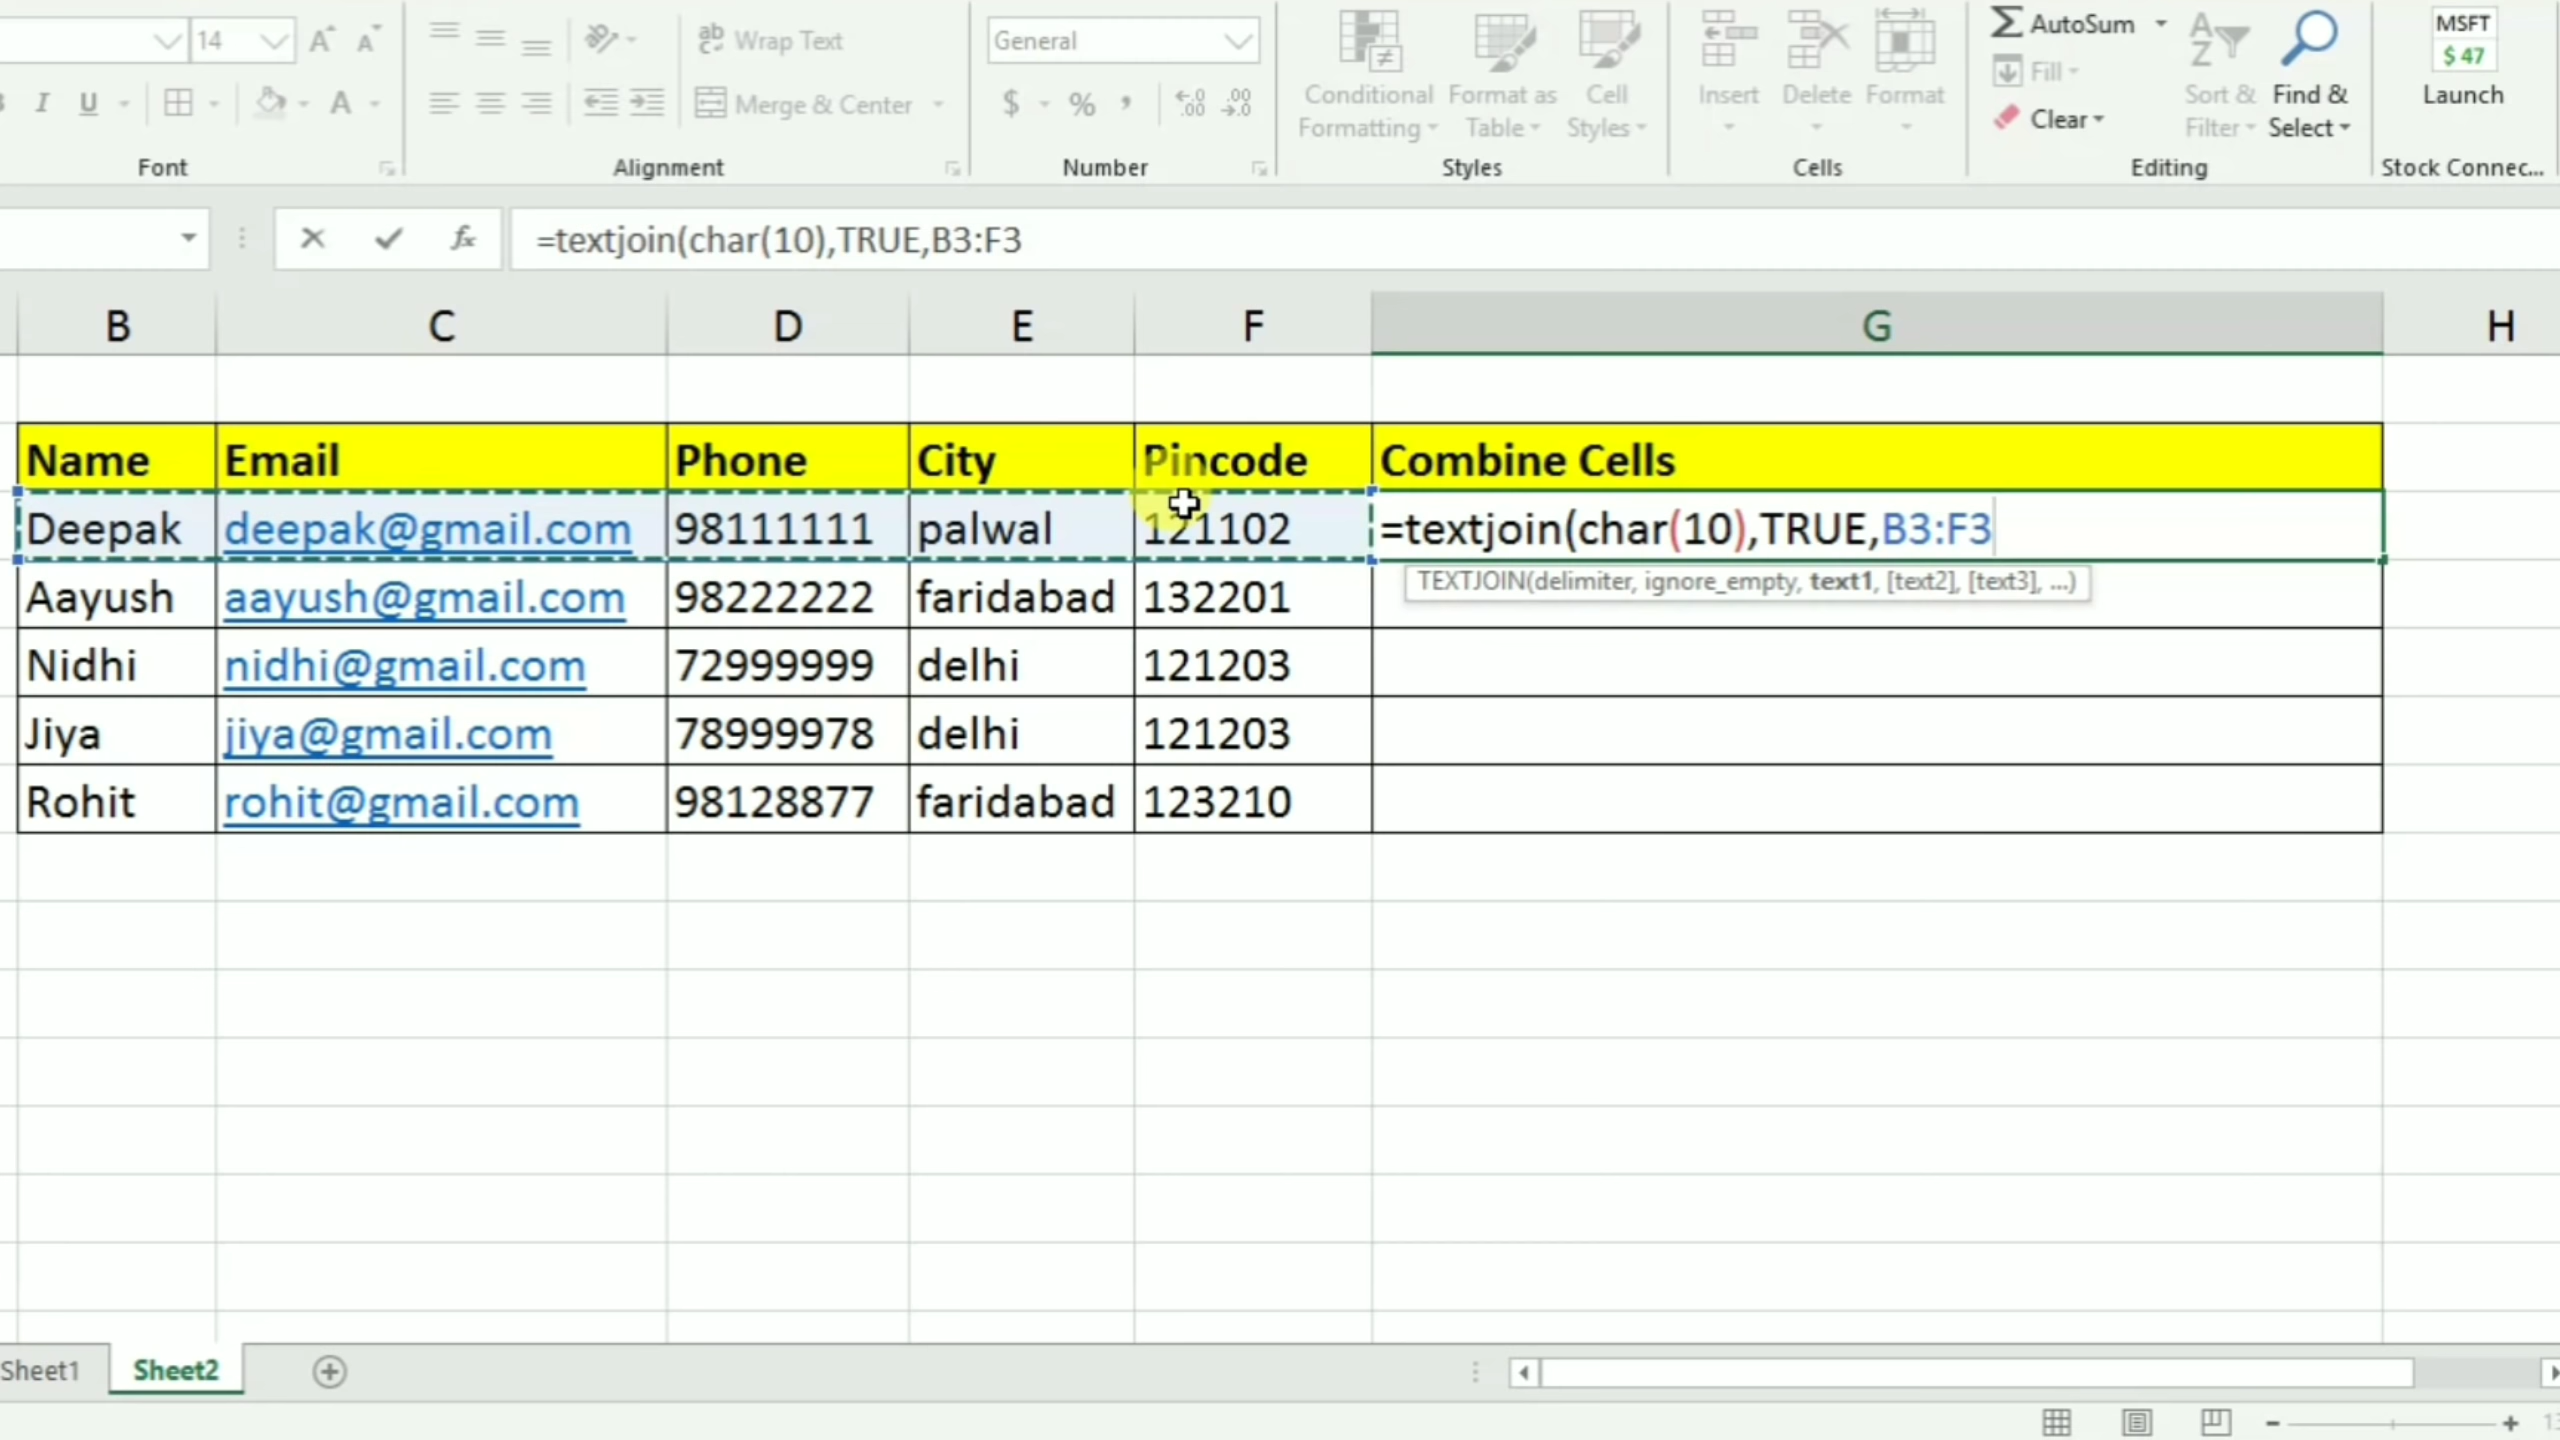 14 A A ab Wrap Text General AutoSum MSFT
$ 47
I U A Merge & Center $ % , Conditional Formatting Format as Table Cell Styles Insert Delete Format Fill Clear Sort & Filter Find & Select Launch
Font Alignment Number Styles Cells Editing Stock Connec...
fx =textjoin(char(10),TRUE,B3:F3
B C D E F G H
Name Email Phone City Pincode Combine Cells
Deepak deepak@gmail.com 98111111 palwal 121102 =textjoin(char(10),TRUE,B3:F3
TEXTJOIN(delimiter, ignore_empty, text1, [text2], [text3], ...)
Aayush aayush@gmail.com 98222222 faridabad 132201
Nidhi nidhi@gmail.com 72999999 delhi 121203
Jiya jiya@gmail.com 78999978 delhi 121203
Rohit rohit@gmail.com 98128877 faridabad 123210
Sheet1 Sheet2